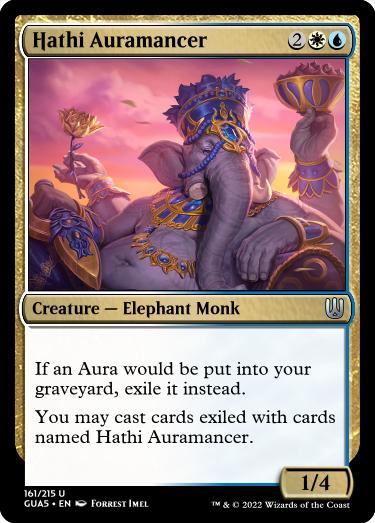 Hathi Auramancer 2
Creature — Elephant Monk
If an Aura would be put into your
graveyard, exile it instead.
You may cast cards exiled with cards
named Hathi Auramancer.
1/4
161/215 U
GUA5 • EN Forrest Imel
™ & © 2022 Wizards of the Coast